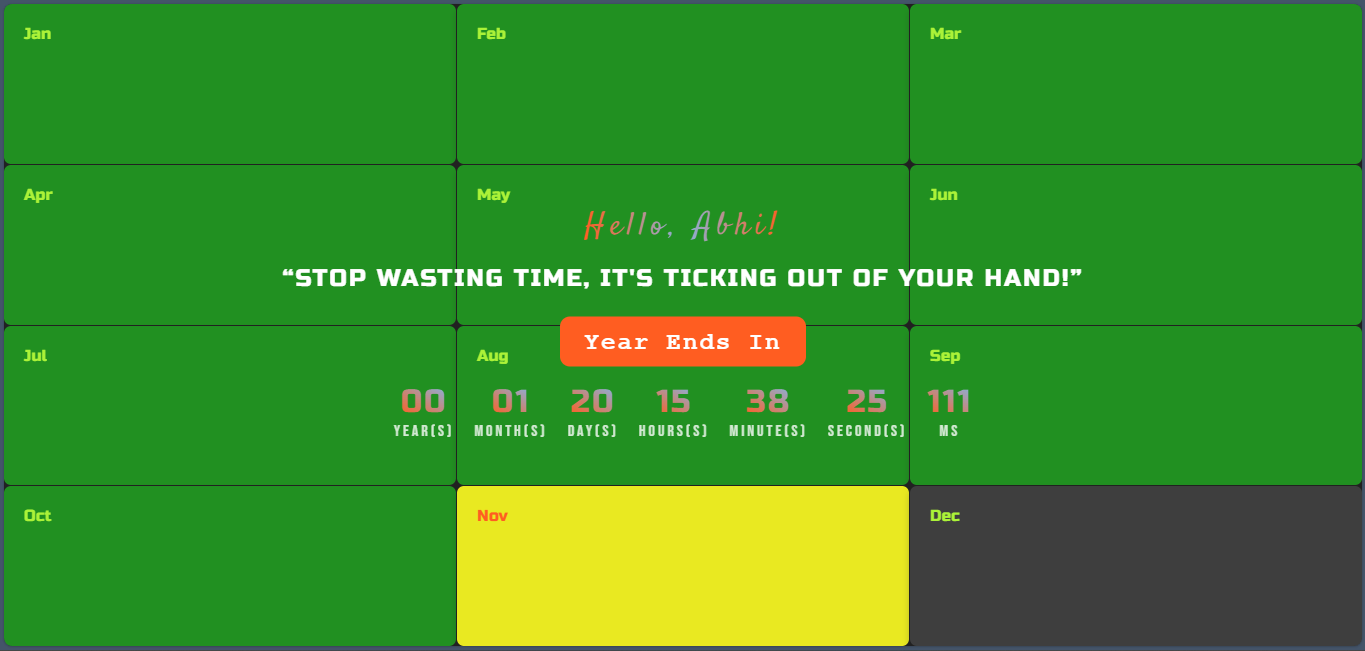 Jan Feb Mar
Apr May Jun
Hello, Abhi!
“STOP WASTING TIME, IT'S TICKING OUT OF YOUR HAND!”
Year Ends In
Jul Aug Sep
00 01 20 15 38 25 111
YEAR(S) MONTH(S) DAY(S) HOURS(S) MINUTE(S) SECOND(S) MS
Oct Nov Dec